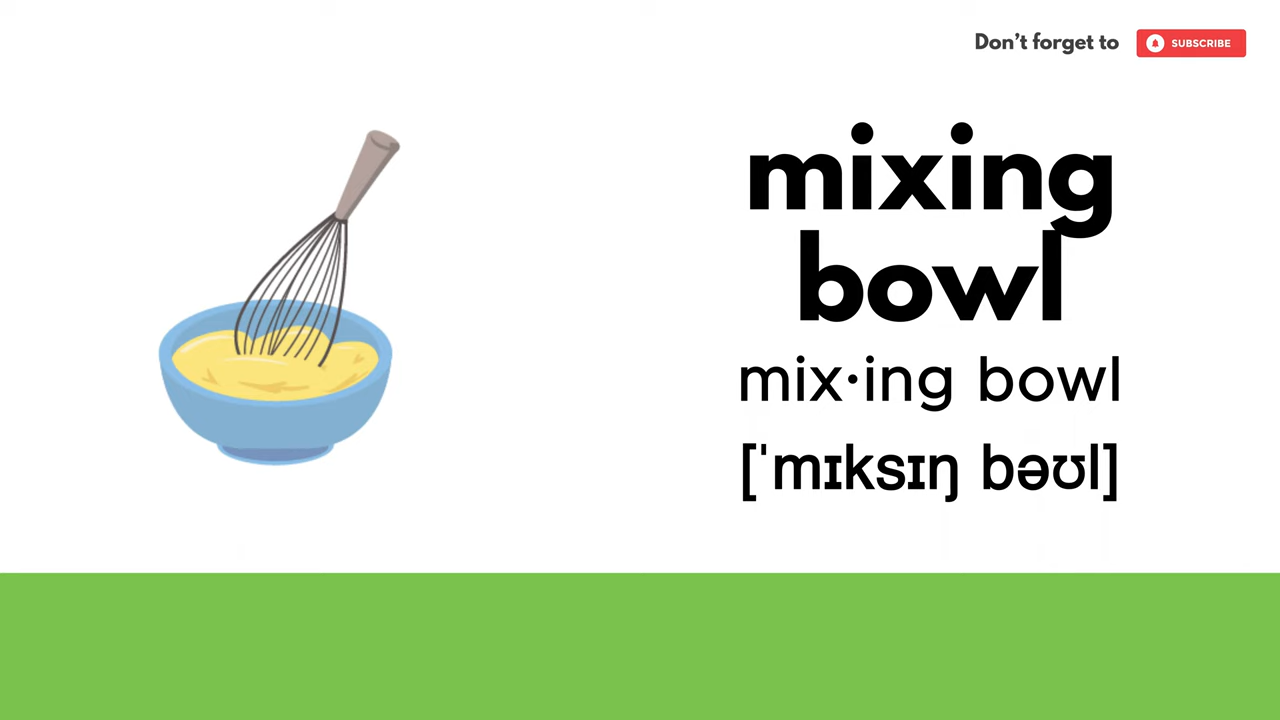 Don't forget to SUBSCRIBE
mixing
bowl
mix·ing bowl
[ˈmɪksɪŋ bəʊl]